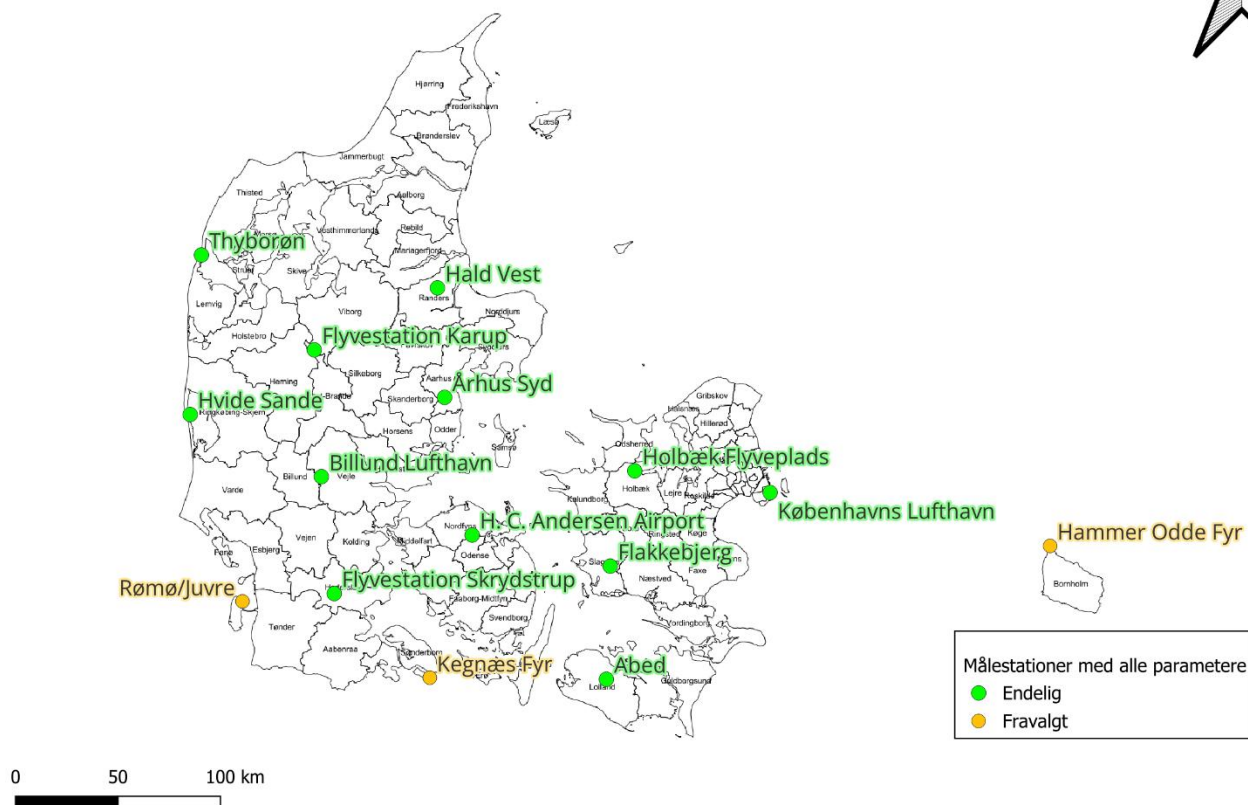 Hjørring
Frederikshavn
Brønderslev
Læsø
Jammerbugt
Thisted
Aalborg
Vesthimmerlands
Rebild
Thyborøn
Mariagerfjord
Struer
Skive
Hald Vest
Lemvig
Randers
Viborg
Norddjurs
Holstebro
Flyvestation Karup
Silkeborg
Herning
Aarhus
Århus Syd
Hvide Sande
Skanderborg
Ringkøbing-Skjern
Gribskov
Halsnæs
Hillerød
Horsens
Odder
Samsø
Odsherred
Billund Lufthavn
Holbæk Flyveplads
Billund
Vejle
Varde
Holbæk
Lejre
Roskilde
Kalundborg
Københavns Lufthavn
H. C. Andersen Airport
Nordfyns
Vejen
Kolding
Middelfart
Ringsted
Køge
Hammer Odde Fyr
Fanø
Esbjerg
Odense
Flakkebjerg
Faxe
Bornholm
Rømø/Juvre
Flyvestation Skrydstrup
Næstved
Faaborg-Midtfyn
Svendborg
Vordingborg
Tønder
Aabenraa
Sønderborg
Kegnæs Fyr
Abed
Lolland
Guldborgsund
Målestationer med alle parametere
Endelig
Fravalgt
0 50 100 km